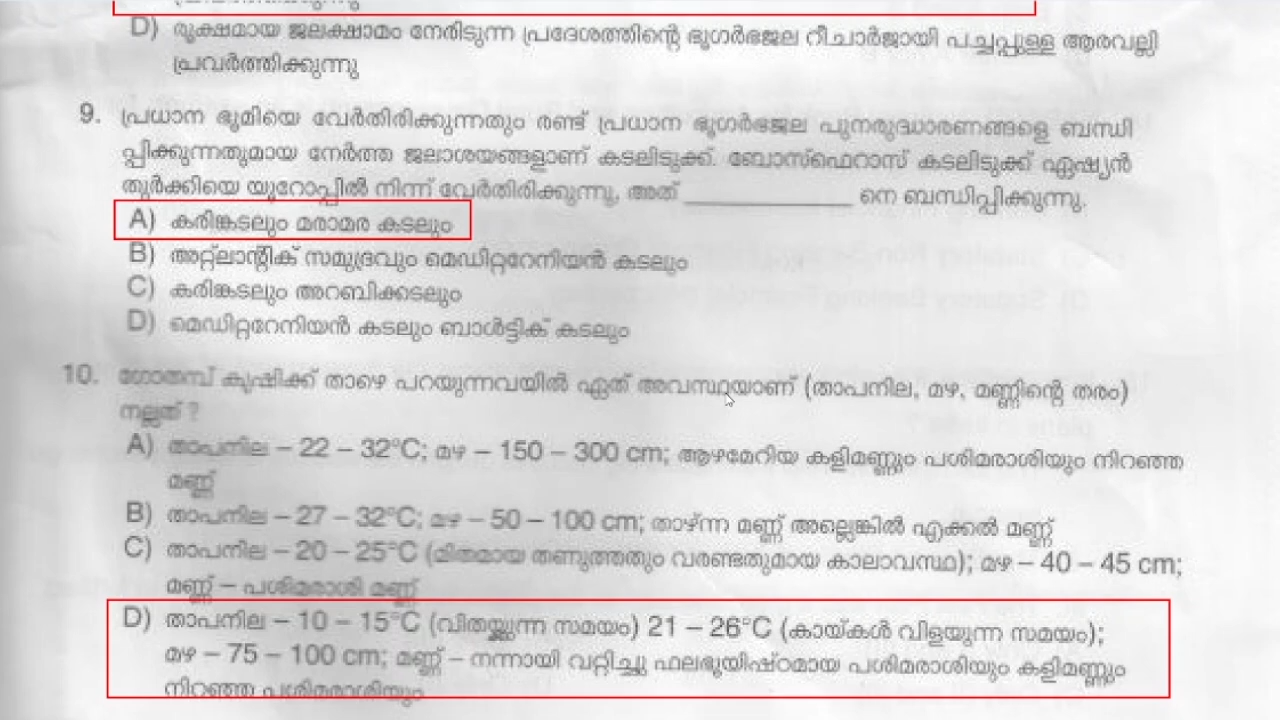 D) രൂക്ഷമായ ജലക്ഷാമം നേരിടുന്ന പ്രദേശത്തിന്റെ ഭൂഗർഭജല റീചാർജായി പച്ചപ്പുള്ള ആരവല്ലി
പ്രവർത്തിക്കുന്നു
9. പ്രധാന ഭൂമിയെ വേർതിരിക്കുന്നതും രണ്ട് പ്രധാന ഭൂഗർഭജല പുനരുദ്ധാരണങ്ങളെ ബന്ധി
പ്പിക്കുന്നതുമായ നേർത്ത ജലാശയങ്ങളാണ് കടലിടുക്ക്. ബോസ്ഫെറാസ് കടലിടുക്ക് ഏഷ്യൻ
തുർക്കിയെ യൂറോപ്പിൽ നിന്ന് വേർതിരിക്കുന്നു, അത് ____________ നെ ബന്ധിപ്പിക്കുന്നു.
A) കരിങ്കടലും മരാമര കടലും
B) അറ്റ്ലാന്റിക് സമുദ്രവും മെഡിറ്ററേനിയൻ കടലും
C) കരിങ്കടലും അറബിക്കടലും
D) മെഡിറ്ററേനിയൻ കടലും ബാൾട്ടിക് കടലും
10. ഗോതമ്പ് കൃഷിക്ക് താഴെ പറയുന്നവയിൽ ഏത് അവസ്ഥയാണ് (താപനില, മഴ, മണ്ണിന്റെ തരം)
നല്ലത് ?
A) താപനില – 22 – 32°C; മഴ – 150 – 300 cm; ആഴമേറിയ കളിമണ്ണും പശിമരാശിയും നിറഞ്ഞ
മണ്ണ്
B) താപനില – 27 – 32°C; മഴ – 50 – 100 cm; താഴ്ന്ന മണ്ണ് അല്ലെങ്കിൽ എക്കൽ മണ്ണ്
C) താപനില – 20 – 25°C (മിതമായ തണുത്തതും വരണ്ടതുമായ കാലാവസ്ഥ); മഴ – 40 – 45 cm;
മണ്ണ് – പശിമരാശി മണ്ണ്
D) താപനില – 10 – 15°C (വിതയ്ക്കുന്ന സമയം) 21 – 26°C (കായ്കൾ വിളയുന്ന സമയം);
മഴ – 75 – 100 cm; മണ്ണ് – നന്നായി വറ്റിച്ചു ഫലഭൂയിഷ്ഠമായ പശിമരാശിയും കളിമണ്ണും
നിറഞ്ഞ പശിമരാശിയും